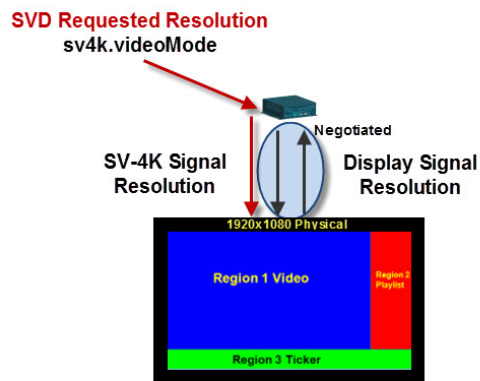 SVD Requested Resolution
sv4k.videoMode
Negotiated
SV-4K Signal
Resolution
Display Signal
Resolution
1920x1080 Physical
Region 1 Video
Region 2
Playlist
Region 3 Ticker